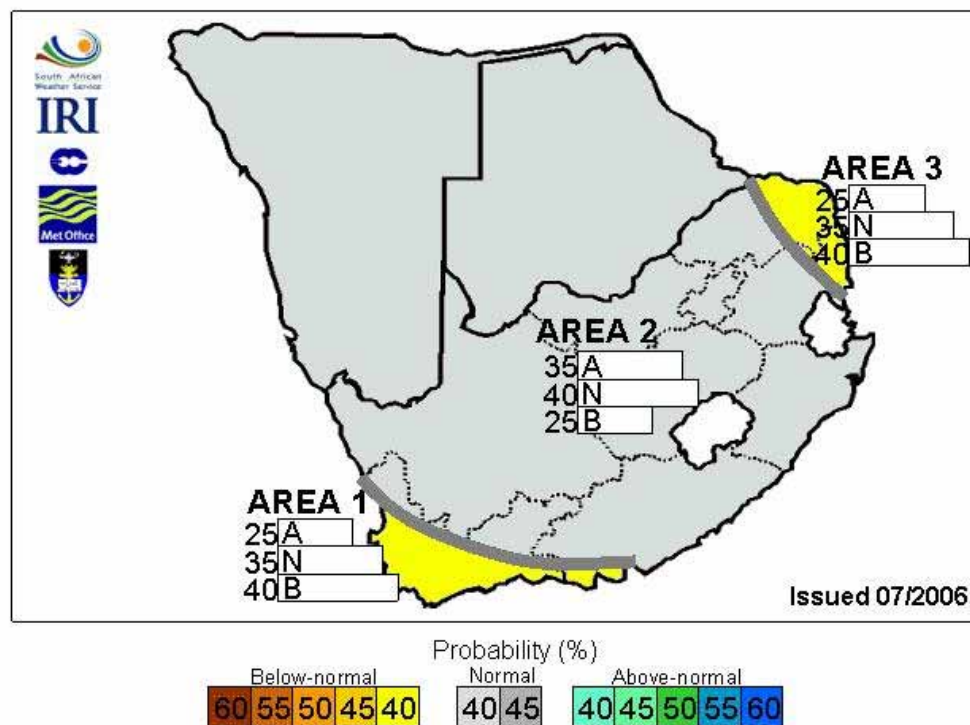 South African
Weather Service
IRI
Met Office
AREA 3
25 A
35 N
40 B
AREA 2
35 A
40 N
25 B
AREA 1
25 A
35 N
40 B
Issued 07/2006
Probability (%)
Below-normal Normal Above-normal
60 55 50 45 40 40 45 40 45 50 55 60